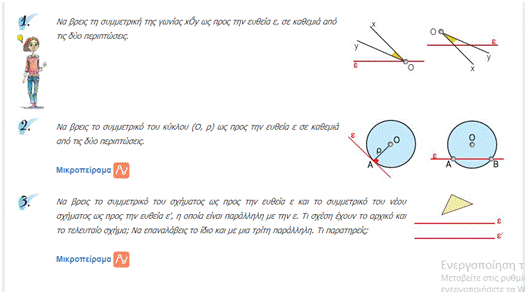 1. Να βρεις τη συμμετρική της γωνίας xÔy ως προς την ευθεία ε, σε καθεμιά από
τις δύο περιπτώσεις.
x
y
ε
O
O
ε
y
x
2. Να βρεις το συμμετρικό του κύκλου (Ο, ρ) ως προς την ευθεία ε σε καθεμιά
από τις δύο περιπτώσεις.
Μικροπείραμα
ε
O
ρ
A
O
ε
A
B
3. Να βρεις το συμμετρικό του σχήματος ως προς την ευθεία ε και το συμμετρικό του νέου
σχήματος ως προς την ευθεία ε', η οποία είναι παράλληλη με την ε. Τι σχέση έχουν το αρχικό και
το τελευταίο σχήμα; Να επαναλάβεις το ίδιο και με μια τρίτη παράλληλη. Τι παρατηρείς;
ε
ε'
Μικροπείραμα
Ενεργοποίηση τ
Μεταβείτε στις ρυθμι
ενεργοποιήσετε τα W